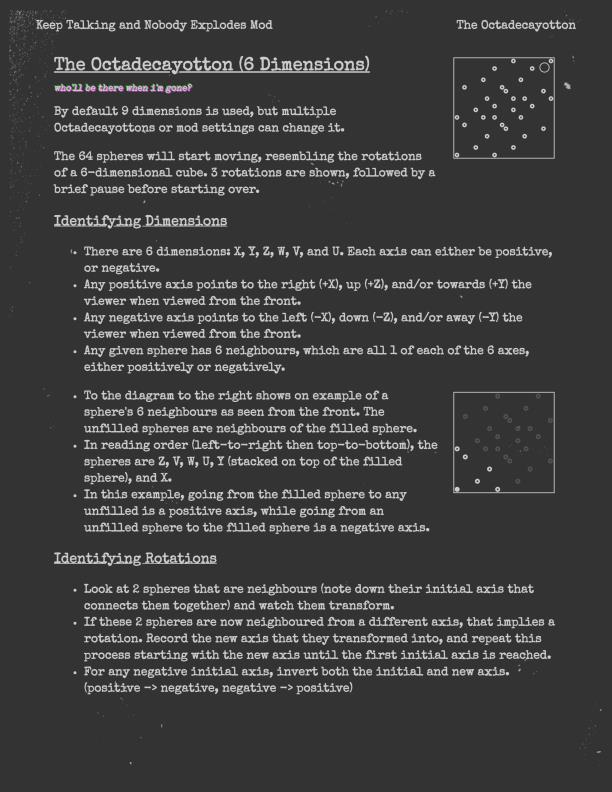 Keep Talking and Nobody Explodes Mod
The Octadecayotton
The Octadecayotton (6 Dimensions)
who'll be there when i'm gone?
By default 9 dimensions is used, but multiple
Octadecayottons or mod settings can change it.
The 64 spheres will start moving, resembling the rotations
of a 6-dimensional cube. 3 rotations are shown, followed by a
brief pause before starting over.
Identifying Dimensions
• There are 6 dimensions: X, Y, Z, W, V, and U. Each axis can either be positive,
or negative.
• Any positive axis points to the right (+X), up (+Z), and/or towards (+Y) the
viewer when viewed from the front.
• Any negative axis points to the left (-X), down (-Z), and/or away (-Y) the
viewer when viewed from the front.
• Any given sphere has 6 neighbours, which are all 1 of each of the 6 axes,
either positively or negatively.
• To the diagram to the right shows on example of a
sphere's 6 neighbours as seen from the front. The
unfilled spheres are neighbours of the filled sphere.
• In reading order (left-to-right then top-to-bottom), the
spheres are Z, V, W, U, Y (stacked on top of the filled
sphere), and X.
• In this example, going from the filled sphere to any
unfilled is a positive axis, while going from an
unfilled sphere to the filled sphere is a negative axis.
Identifying Rotations
• Look at 2 spheres that are neighbours (note down their initial axis that
connects them together) and watch them transform.
• If these 2 spheres are now neighboured from a different axis, that implies a
rotation. Record the new axis that they transformed into, and repeat this
process starting with the new axis until the first initial axis is reached.
• For any negative initial axis, invert both the initial and new axis.
(positive -> negative, negative -> positive)